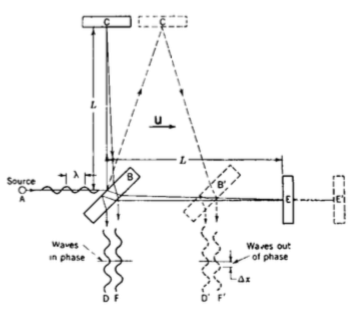 C
C'
L
u
L
λ
Source
A
B
B'
E
E'
Waves
in phase
Waves out
of phase
Δx
D F
D' F'